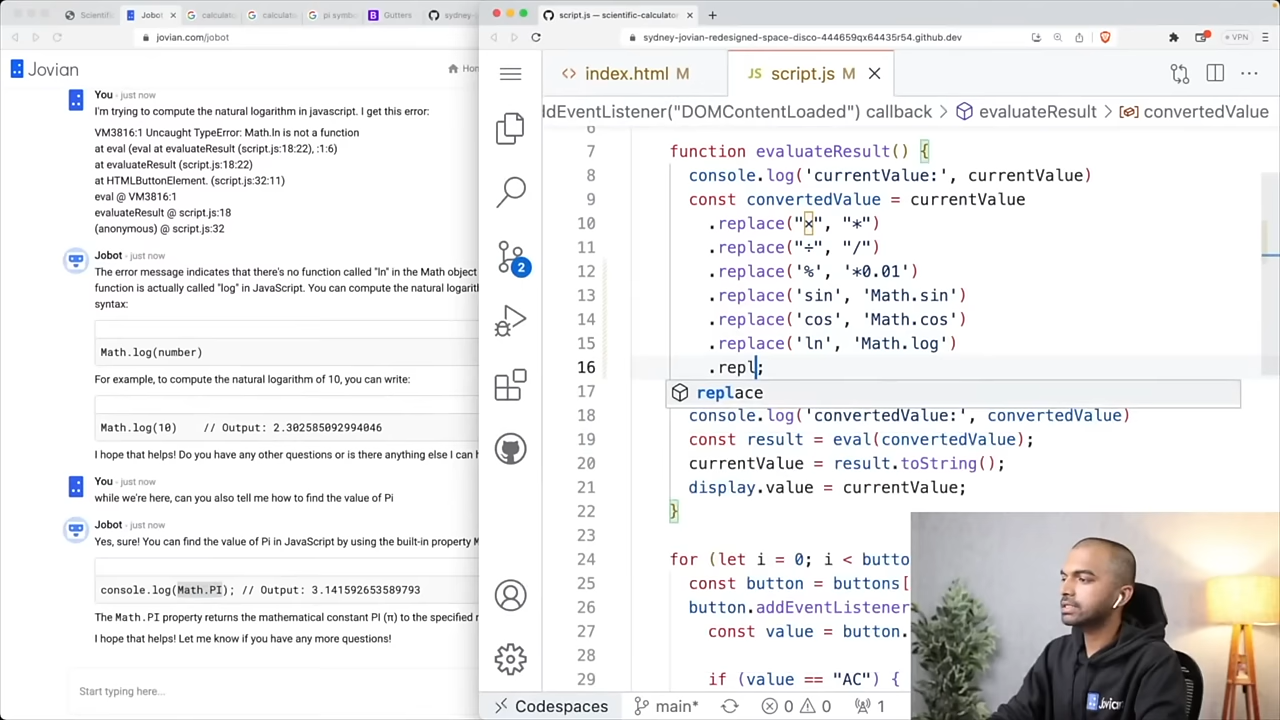 Scientifi
Jobot
calculate
calculato
pi symbo
Gutters
sydney-j
jovian.com/jobot
Jovian
Hom
You - just now
I'm trying to compute the natural logarithm in javascript. I get this error:
VM3816:1 Uncaught TypeError: Math.ln is not a function
at eval (eval at evaluateResult (script.js:18:22), <anonymous>:1:6)
at evaluateResult (script.js:18:22)
at HTMLButtonElement. (script.js:32:11)
eval @ VM3816:1
evaluateResult @ script.js:18
(anonymous) @ script.js:32
Jobot - just now
The error message indicates that there's no function called "ln" in the Math object
function is actually called "log" in JavaScript. You can compute the natural logarith
syntax:
Math.log(number)
For example, to compute the natural logarithm of 10, you can write:
Math.log(10) // Output: 2.302585092994046
I hope that helps! Do you have any other questions or is there anything else I can h
You - just now
while we're here, can you also tell me how to find the value of Pi
Jobot - just now
Yes, sure! You can find the value of Pi in JavaScript by using the built-in property M
console.log(Math.PI); // Output: 3.141592653589793
The Math.PI property returns the mathematical constant PI (π) to the specified n
I hope that helps! Let me know if you have any more questions!
Start typing here...
script.js — scientific-calculator
sydney-jovian-redesigned-space-disco-444659qx64435r54.github.dev
VPN
index.html M
JS script.js M
ddEventListener("DOMContentLoaded") callback > evaluateResult > convertedValue
6
7 function evaluateResult() {
8 console.log('currentValue:', currentValue)
9 const convertedValue = currentValue
10 .replace("×", "*")
11 .replace("÷", "/")
12 .replace('%', '*0.01')
13 .replace('sin', 'Math.sin')
14 .replace('cos', 'Math.cos')
15 .replace('ln', 'Math.log')
16 .repl;
17 replace
18 console.log('convertedValue:', convertedValue)
19 const result = eval(convertedValue);
20 currentValue = result.toString();
21 display.value = currentValue;
22 }
23
24 for (let i = 0; i < butto
25 const button = buttons[
26 button.addEventListener
27 const value = button.
28
29 if (value == "AC") {
2
Codespaces
main*
0
0
1
Jovian